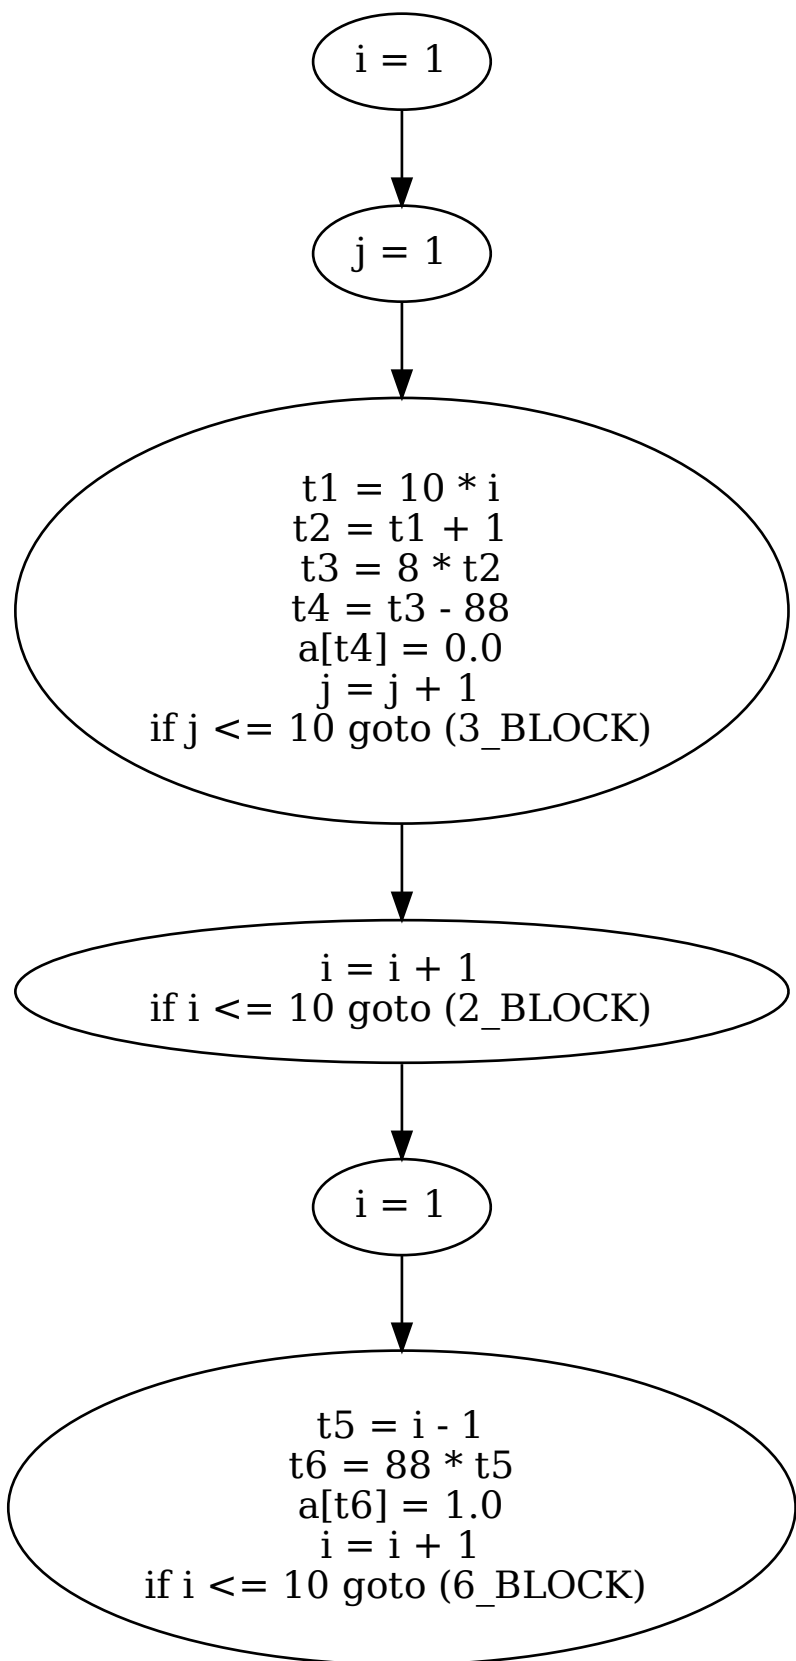 i = 1
j = 1
t1 = 10 * i
t2 = t1 + 1
t3 = 8 * t2
t4 = t3 - 88
a[t4] = 0.0
j = j + 1
if j <= 10 goto (3_BLOCK)
i = i + 1
if i <= 10 goto (2_BLOCK)
i = 1
t5 = i - 1
t6 = 88 * t5
a[t6] = 1.0
i = i + 1
if i <= 10 goto (6_BLOCK)